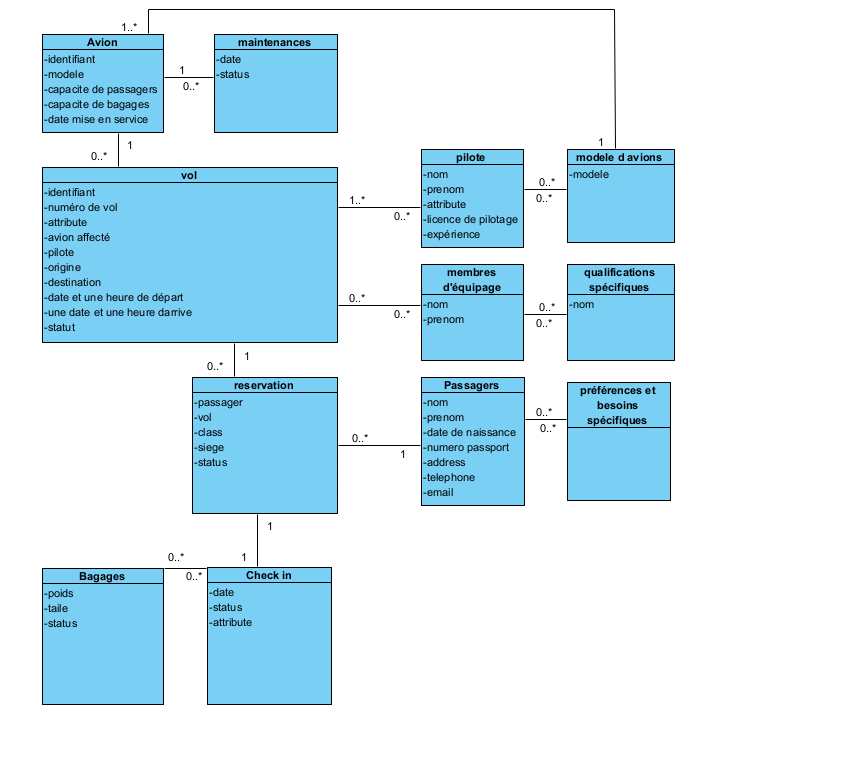 1..*
Avion
-identifiant
-modele
-capacite de passagers
-capacite de bagages
-date mise en service
1
0..*
maintenances
-date
-status
1
0..*
vol
-identifiant
-numéro de vol
-attribute
-avion affecté
-pilote
-origine
-destination
-date et une heure de départ
-une date et une heure darrive
-statut
1..*
0..*
pilote
-nom
-prenom
-attribute
-licence de pilotage
-expérience
0..*
0..*
1
modele d avions
-modele
0..*
0..*
membres
d'équipage
-nom
-prenom
0..*
0..*
qualifications
spécifiques
-nom
1
0..*
reservation
-passager
-vol
-class
-siege
-status
0..*
1
Passagers
-nom
-prenom
-date de naissance
-numero passport
-address
-telephone
-email
0..*
0..*
préférences et
besoins
spécifiques
1
1
0..*
0..*
Bagages
-poids
-taile
-status
Check in
-date
-status
-attribute